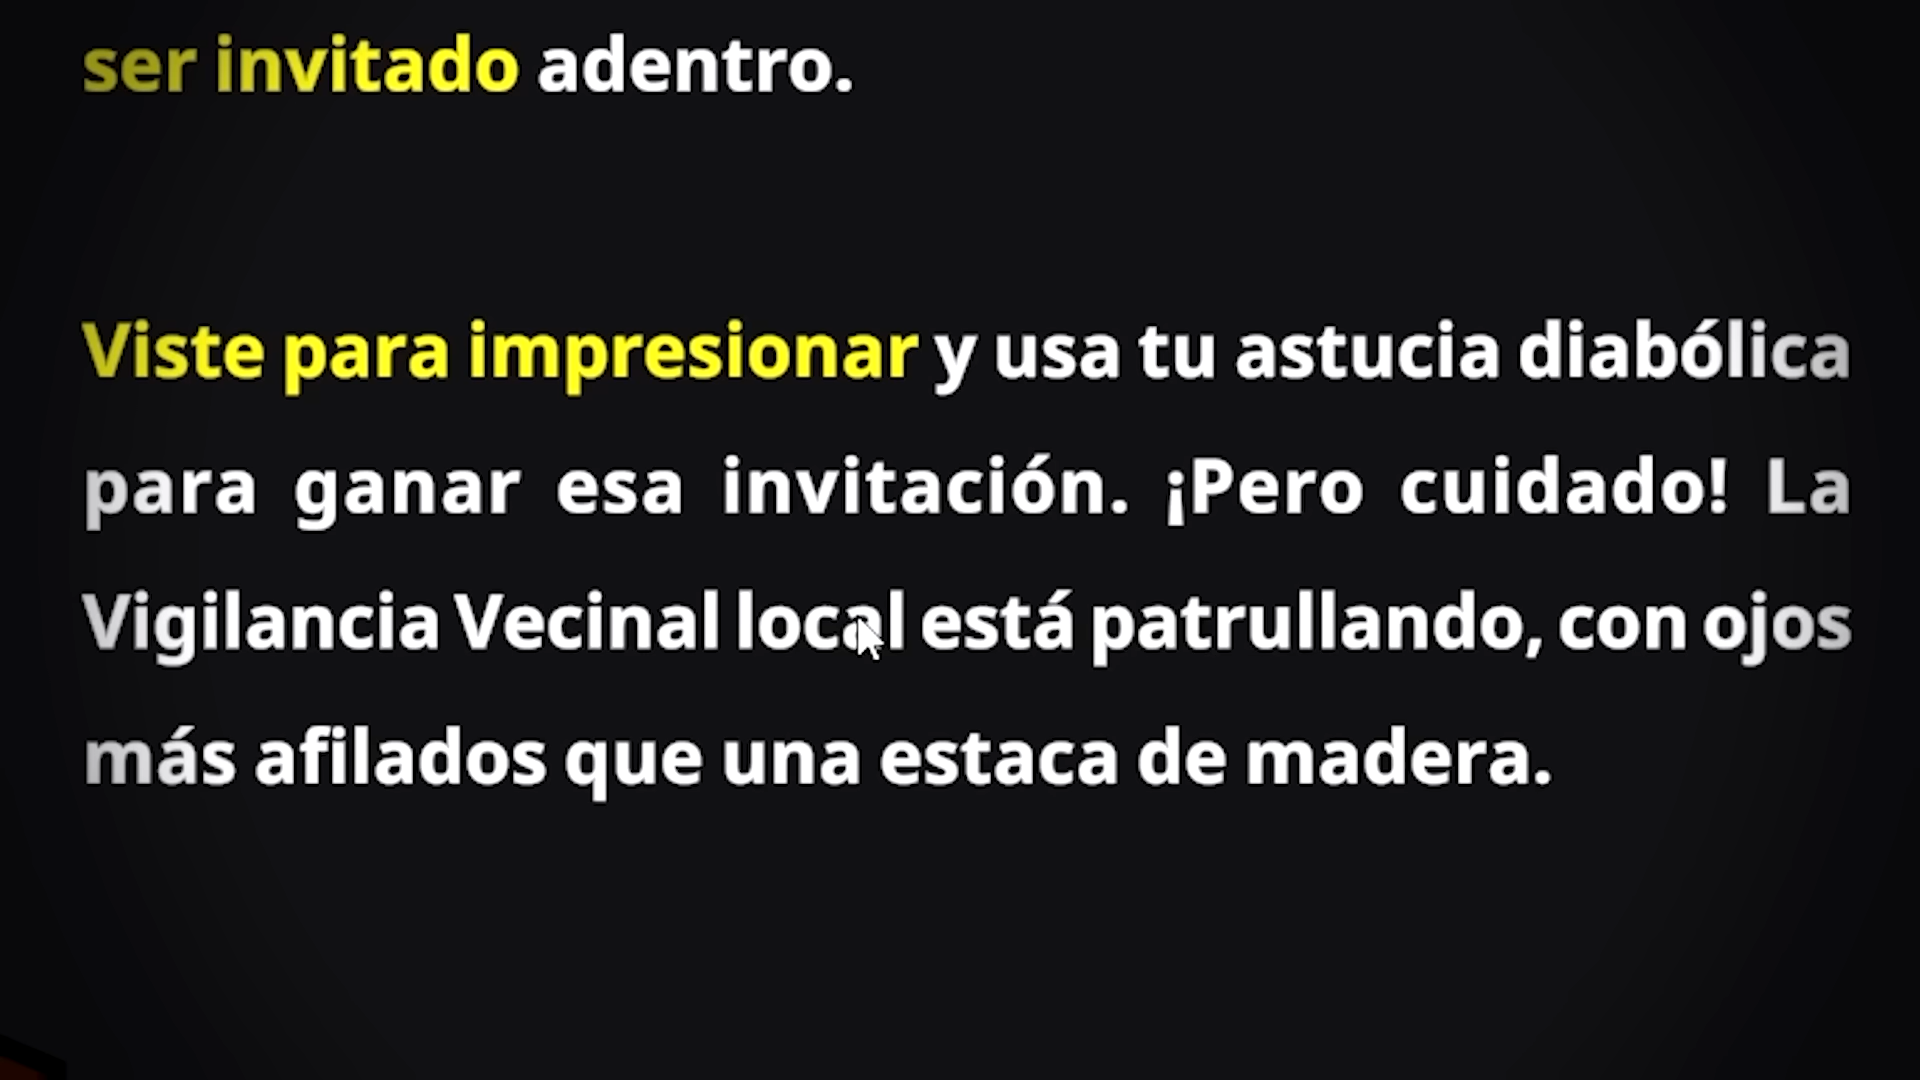 ser invitado adentro.
Viste para impresionar y usa tu astucia diabólica
para ganar esa invitación. ¡Pero cuidado! La
Vigilancia Vecinal local está patrullando, con ojos
más afilados que una estaca de madera.